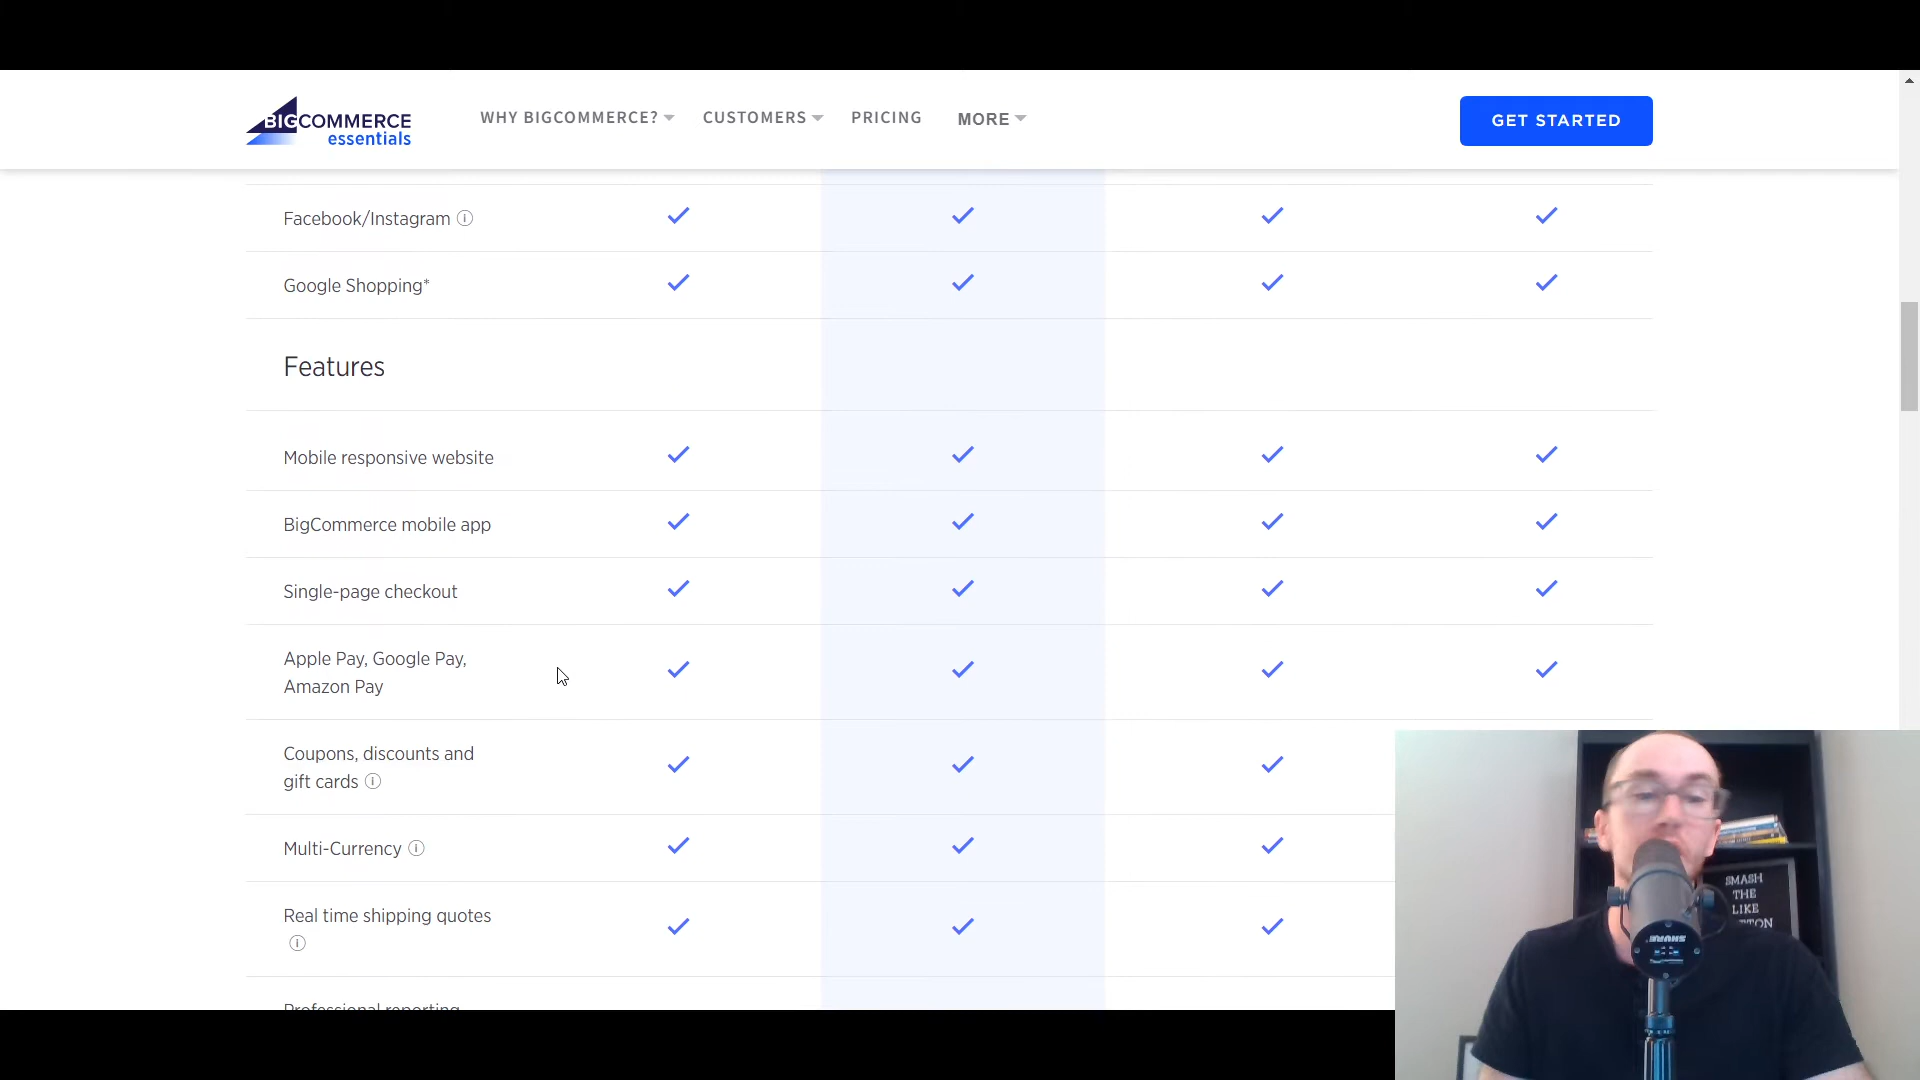 BIGCOMMERCE
essentials
WHY BIGCOMMERCE?
CUSTOMERS
PRICING
MORE
GET STARTED
Facebook/Instagram
Google Shopping*
Features
Mobile responsive website
BigCommerce mobile app
Single-page checkout
Apple Pay, Google Pay,
Amazon Pay
Coupons, discounts and
gift cards
Multi-Currency
Real time shipping quotes
Professional reporting
SMASH
THE
LIKE